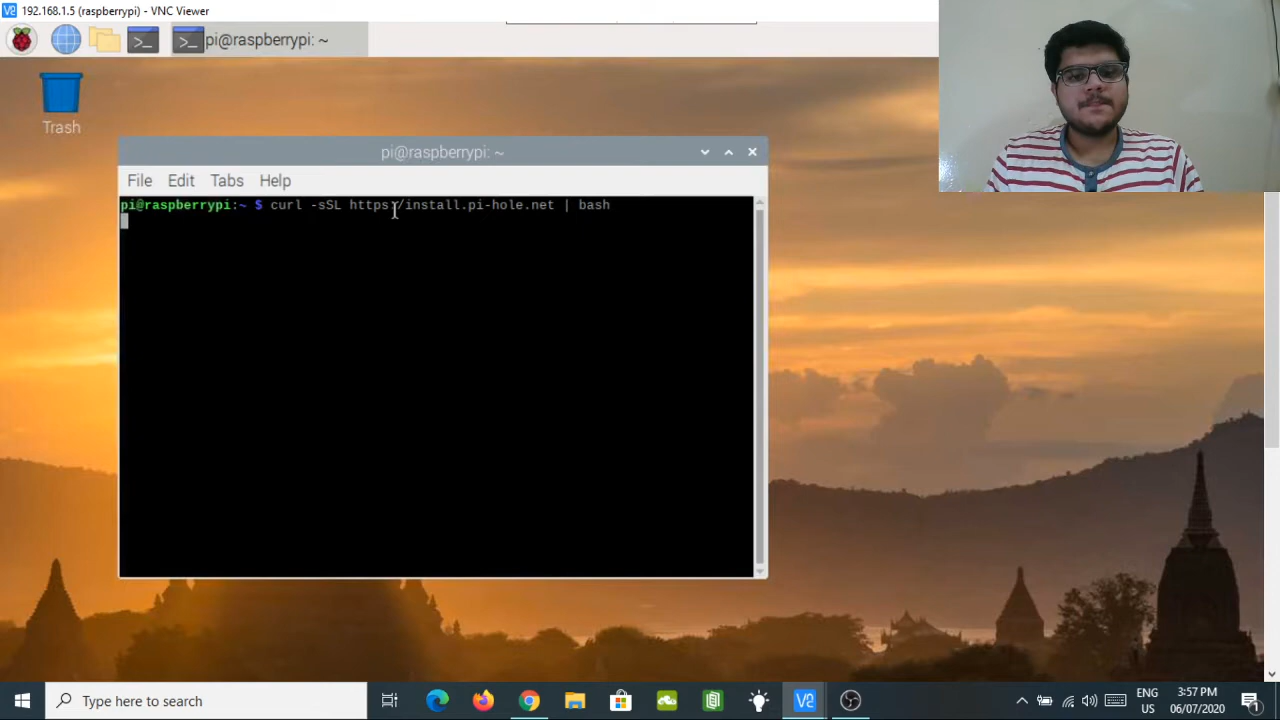 192.168.1.5 (raspberrypi) - VNC Viewer
pi@raspberrypi: ~
Trash
pi@raspberrypi: ~
File Edit Tabs Help
pi@raspberrypi:~ $ curl -sSL https://install.pi-hole.net | bash
Type here to search
ENG
US
3:57 PM
06/07/2020